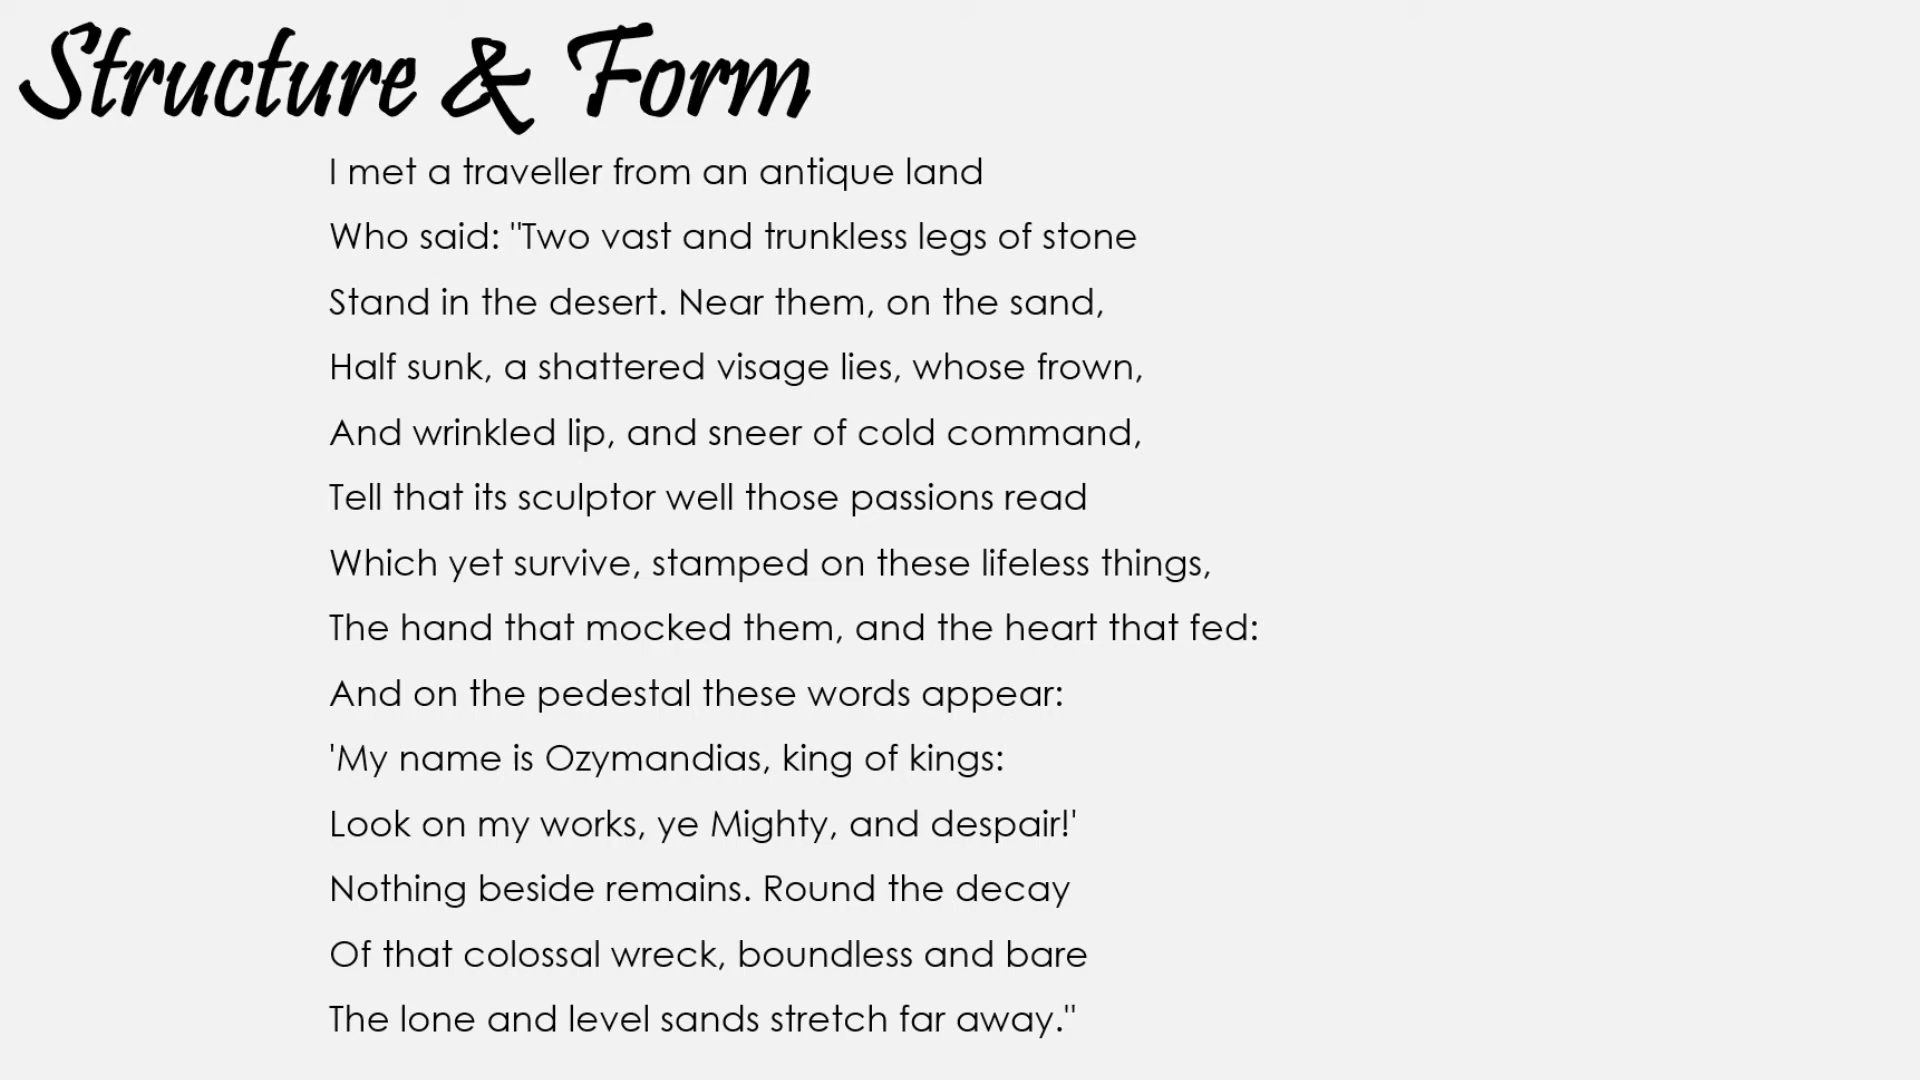 Structure & Form
I met a traveller from an antique land
Who said: "Two vast and trunkless legs of stone
Stand in the desert. Near them, on the sand,
Half sunk, a shattered visage lies, whose frown,
And wrinkled lip, and sneer of cold command,
Tell that its sculptor well those passions read
Which yet survive, stamped on these lifeless things,
The hand that mocked them, and the heart that fed:
And on the pedestal these words appear:
'My name is Ozymandias, king of kings:
Look on my works, ye Mighty, and despair!'
Nothing beside remains. Round the decay
Of that colossal wreck, boundless and bare
The lone and level sands stretch far away."